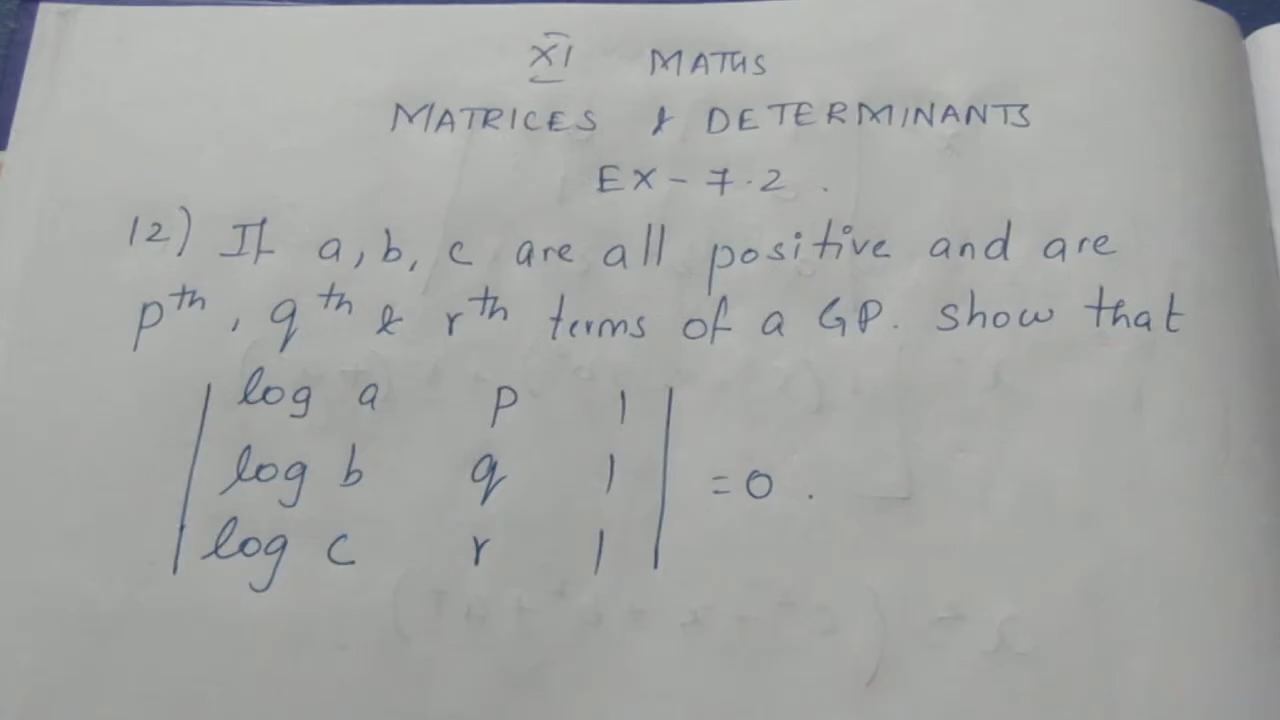 XI MATHS
MATRICES & DETERMINANTS
EX - 7.2 .
12) If a, b, c are all positive and are
pth, qth & rth terms of a GP. show that
| log a p 1 |
| log b q 1 | = 0 .
| log c r 1 |